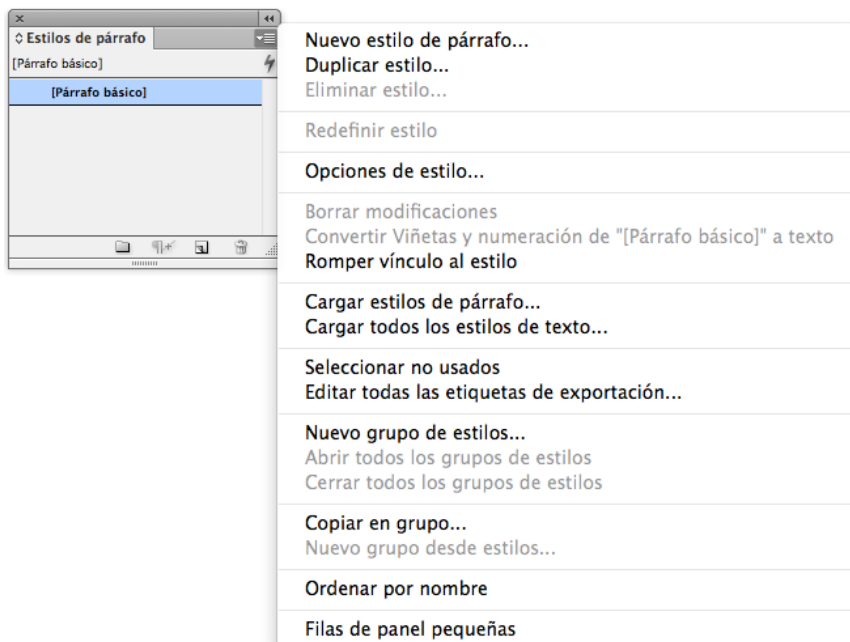 Estilos de párrafo
[Párrafo básico]
[Párrafo básico]
Nuevo estilo de párrafo...
Duplicar estilo...
Eliminar estilo...
Redefinir estilo
Opciones de estilo...
Borrar modificaciones
Convertir Viñetas y numeración de "[Párrafo básico]" a texto
Romper vínculo al estilo
Cargar estilos de párrafo...
Cargar todos los estilos de texto...
Seleccionar no usados
Editar todas las etiquetas de exportación...
Nuevo grupo de estilos...
Abrir todos los grupos de estilos
Cerrar todos los grupos de estilos
Copiar en grupo...
Nuevo grupo desde estilos...
Ordenar por nombre
Filas de panel pequeñas